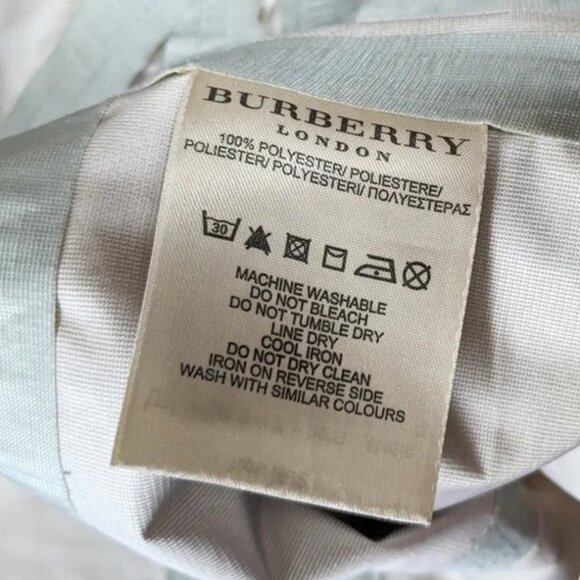 BURBERRY
LONDON
100% POLYESTER/ POLIESTERE/
POLIESTER/ POLYESTERI/ ΠΟΛΥΕΣΤΕΡΑΣ
30
MACHINE WASHABLE
DO NOT BLEACH
DO NOT TUMBLE DRY
LINE DRY
COOL IRON
DO NOT DRY CLEAN
IRON ON REVERSE SIDE
WASH WITH SIMILAR COLOURS